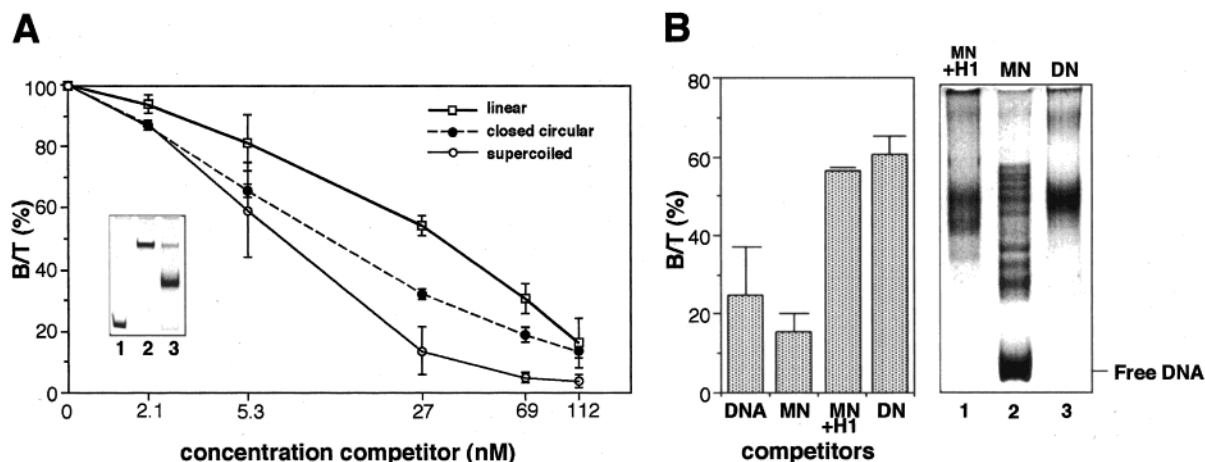 A
B/T (%)
100
80
60
40
20
0
linear
closed circular
supercoiled
1 2 3
0 2.1 5.3 27 69 112
concentration competitor (nM)
B
B/T (%)
80
60
40
20
0
DNA MN MN DN
+H1
competitors
MN
+H1 MN DN
Free DNA
1 2 3